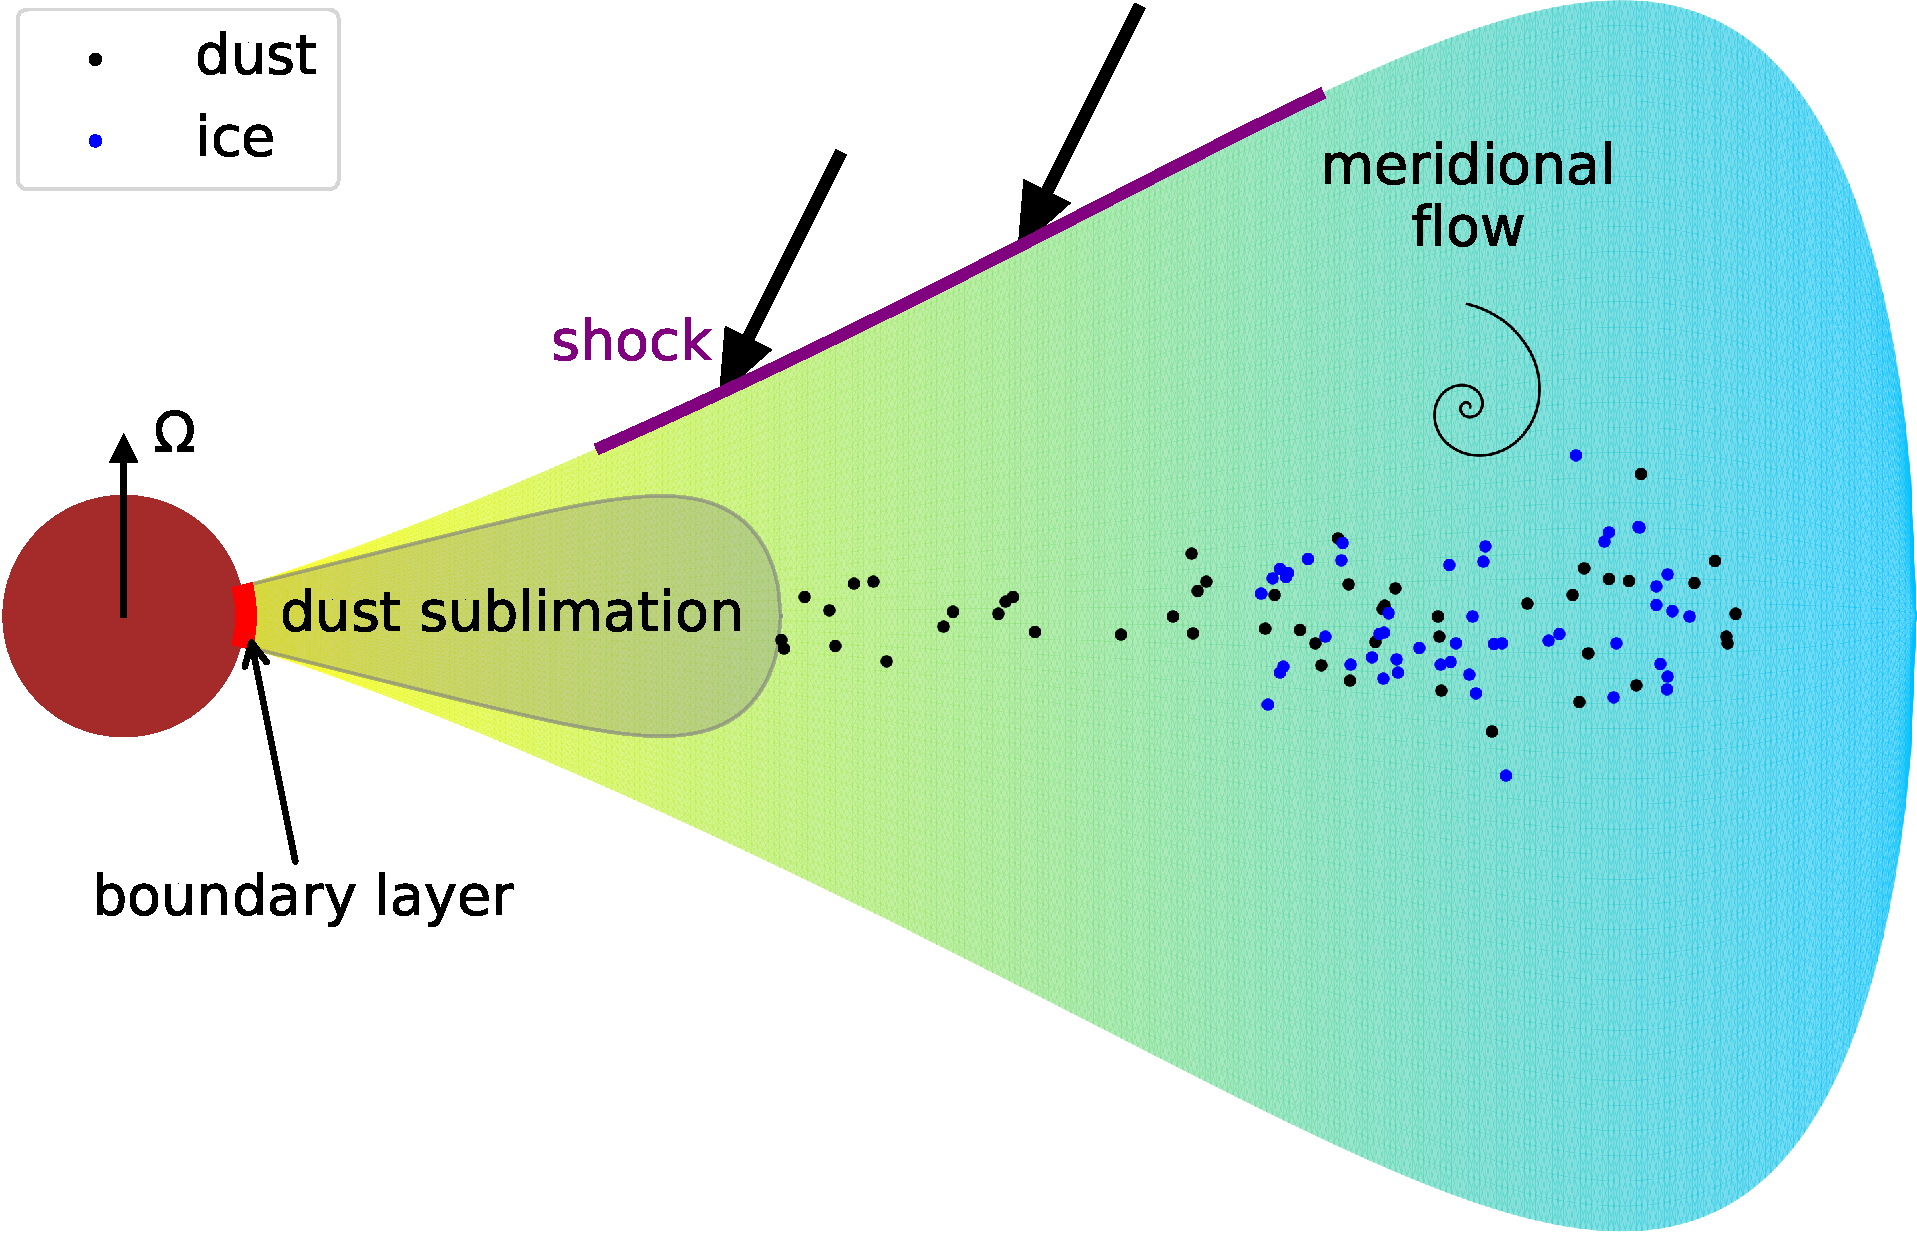 dust
ice
meridional
flow
shock
Ω
dust sublimation
boundary layer